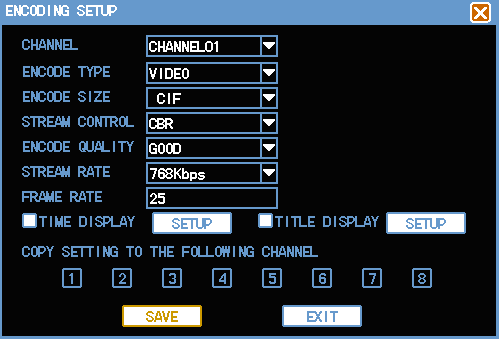 ENCODING SETUP
CHANNEL CHANNEL01
ENCODE TYPE VIDEO
ENCODE SIZE CIF
STREAM CONTROL CBR
ENCODE QUALITY GOOD
STREAM RATE 768Kbps
FRAME RATE 25
TIME DISPLAY SETUP TITLE DISPLAY SETUP
COPY SETTING TO THE FOLLOWING CHANNEL
1 2 3 4 5 6 7 8
SAVE EXIT